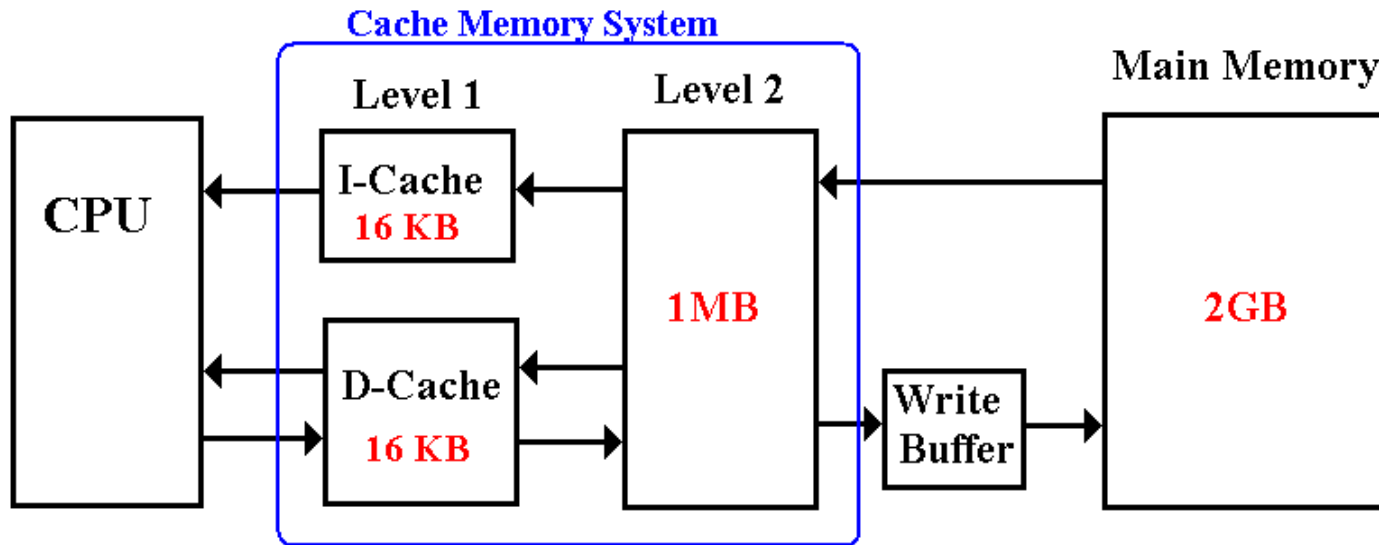 Cache Memory System
Level 1
Level 2
Main Memory
CPU
I-Cache
16 KB
D-Cache
16 KB
1MB
Write
Buffer
2GB